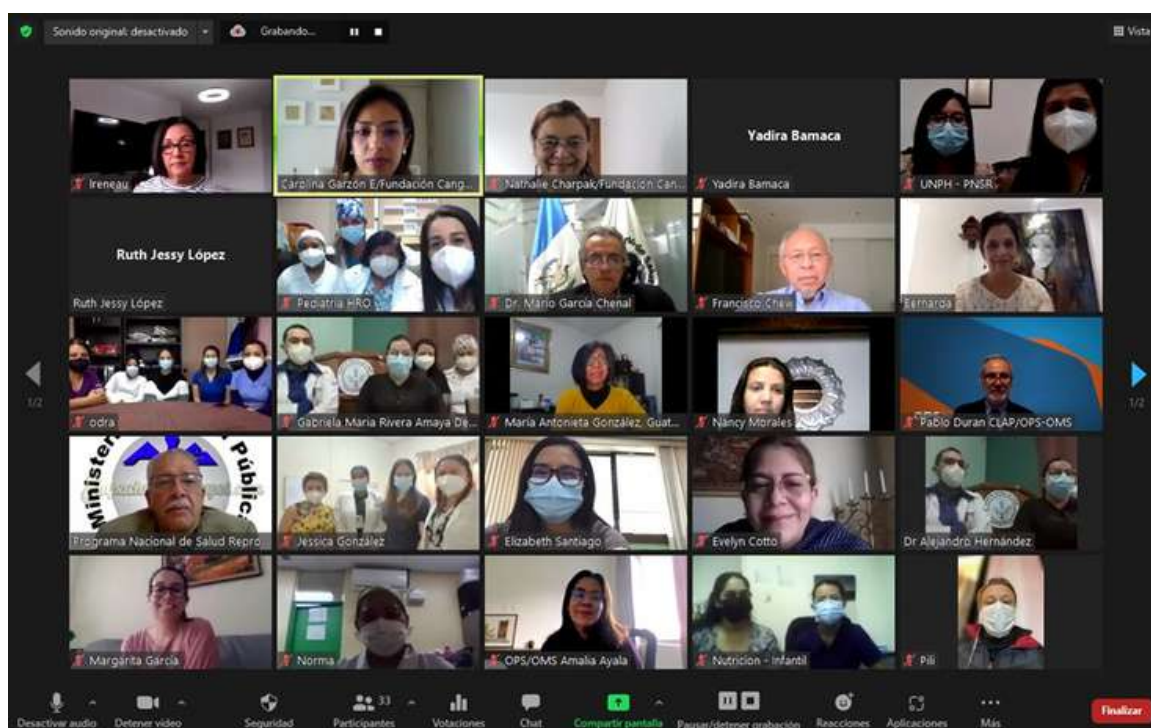 Sonido original: desactivado
Grabando...
Vista
Ireneau
Carolina Garzón E/Fundación Cang...
Nathalie Charpak/Fundación Can...
Yadira Bamaca
Yadira Bamaca
UNPH - PNSR
Ruth Jessy López
Ruth Jessy López
Pediatria HRO
Dr. Mario García Chenal
Francisco Chew
Bernarda
1/2
odra
Gabriela Maria Rivera Amaya De...
María Antonieta González, Guat...
Nancy Morales
Pablo Duran CLAP/OPS-OMS
1/2
Pública
Programa Nacional de Salud Repro
Jessica González
Elizabeth Santiago
Evelyn Cotto
Dr Alejandro Hernández
Margarita García
Norma
OPS/OMS Amalia Ayala
Nutricion - Infantil
Pili
Desactivar audio
Detener video
Seguridad
Participantes
33
Votaciones
Chat
Compartir pantalla
Pausar/detener grabación
Reacciones
Aplicaciones
Más
Finalizar